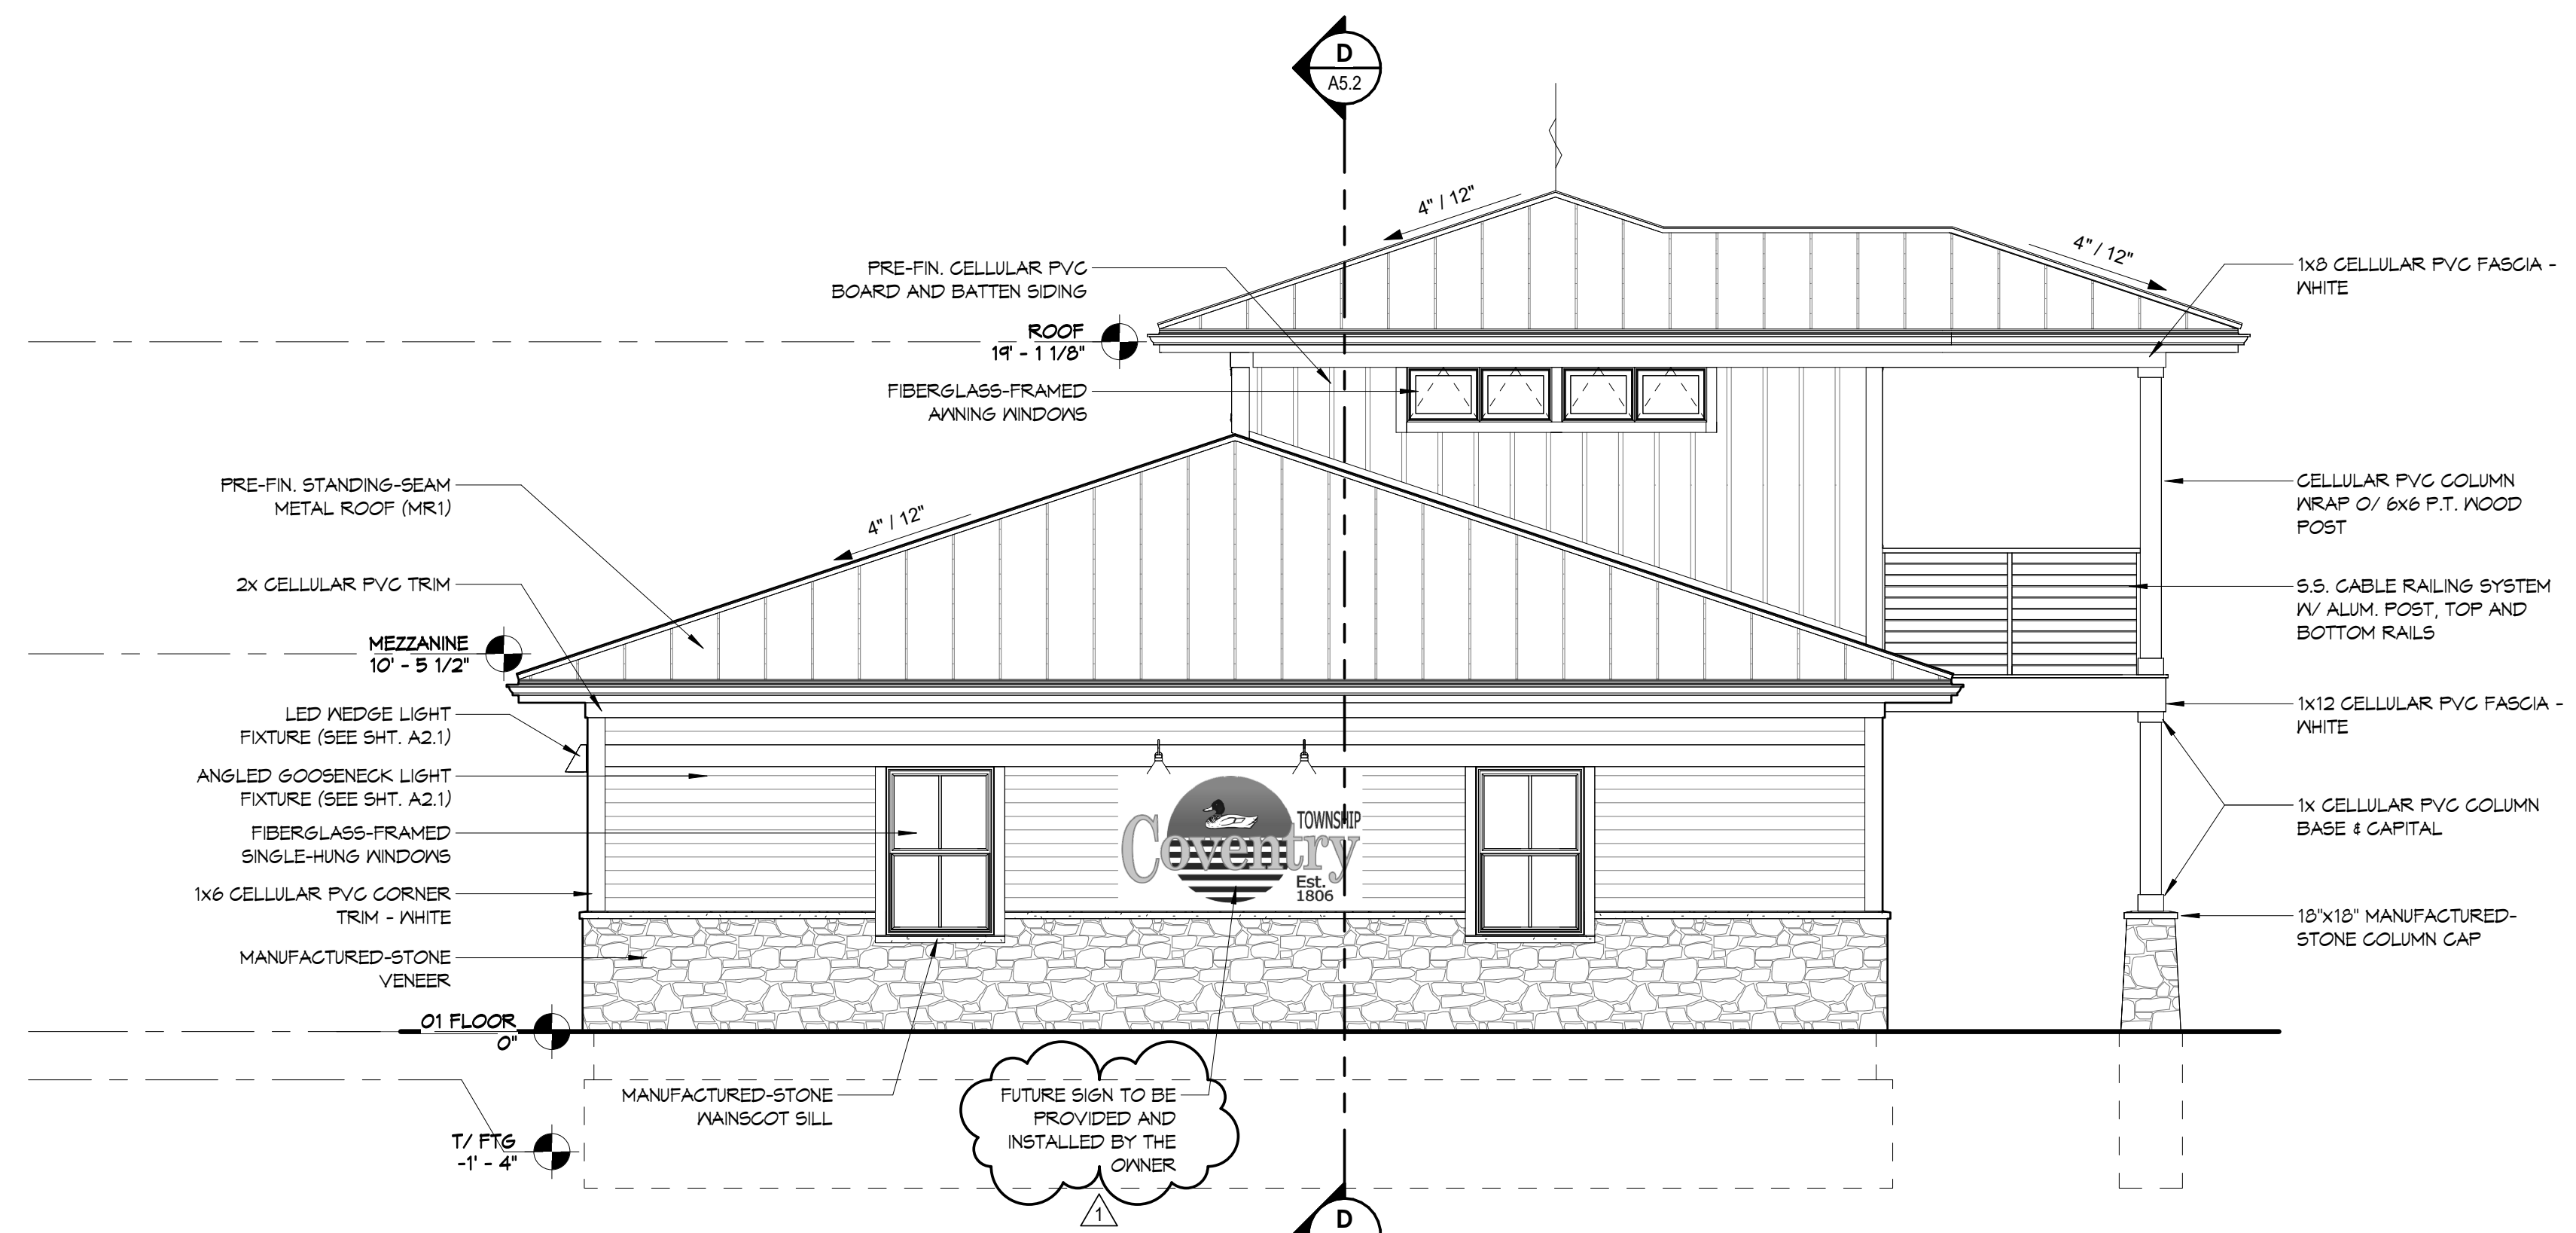 D
A5.2
4" / 12"
4" / 12"
PRE-FIN. CELLULAR PVC
BOARD AND BATTEN SIDING
1x8 CELLULAR PVC FASCIA -
WHITE
ROOF
19' - 1 1/8"
FIBERGLASS-FRAMED
AWNING WINDOWS
PRE-FIN. STANDING-SEAM
METAL ROOF (MR1)
4" / 12"
CELLULAR PVC COLUMN
WRAP O/ 6x6 P.T. WOOD
POST
2X CELLULAR PVC TRIM
S.S. CABLE RAILING SYSTEM
W/ ALUM. POST, TOP AND
BOTTOM RAILS
MEZZANINE
10' - 5 1/2"
LED WEDGE LIGHT
FIXTURE (SEE SHT. A2.1)
1x12 CELLULAR PVC FASCIA -
WHITE
ANGLED GOOSENECK LIGHT
FIXTURE (SEE SHT. A2.1)
FIBERGLASS-FRAMED
SINGLE-HUNG WINDOWS
TOWNSHIP
Coventry
Est.
1806
1x CELLULAR PVC COLUMN
BASE & CAPITAL
1x6 CELLULAR PVC CORNER
TRIM - WHITE
18"x18" MANUFACTURED-
STONE COLUMN CAP
MANUFACTURED-STONE
VENEER
01 FLOOR
0"
MANUFACTURED-STONE
WAINSCOT SILL
FUTURE SIGN TO BE
PROVIDED AND
INSTALLED BY THE
OWNER
T/ FTG
-1' - 4"
1
D